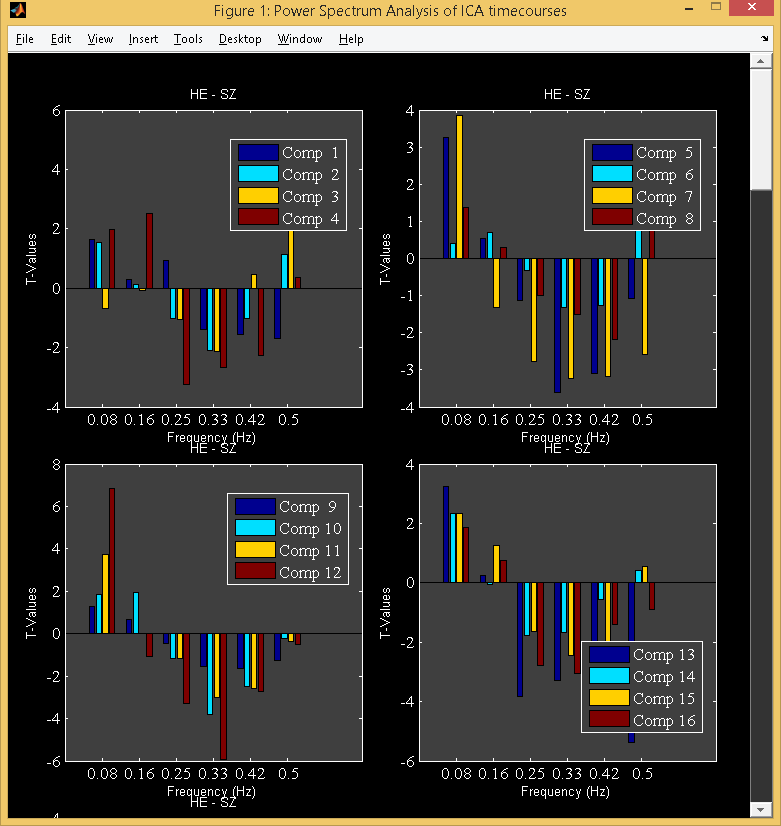 Figure 1: Power Spectrum Analysis of ICA timecourses
File Edit View Insert Tools Desktop Window Help
HE - SZ
6
4
2
0
-2
-4
T-Values
Comp 1
Comp 2
Comp 3
Comp 4
0.08 0.16 0.25 0.33 0.42 0.5
Frequency (Hz)
HE - SZ
4
3
2
1
0
-1
-2
-3
-4
T-Values
Comp 5
Comp 6
Comp 7
Comp 8
0.08 0.16 0.25 0.33 0.42 0.5
Frequency (Hz)
HE - SZ
8
6
4
2
0
-2
-4
-6
T-Values
Comp 9
Comp 10
Comp 11
Comp 12
0.08 0.16 0.25 0.33 0.42 0.5
Frequency (Hz)
HE - SZ
4
2
0
-2
-4
-6
T-Values
Comp 13
Comp 14
Comp 15
Comp 16
0.08 0.16 0.25 0.33 0.42 0.5
Frequency (Hz)
HE - SZ
4